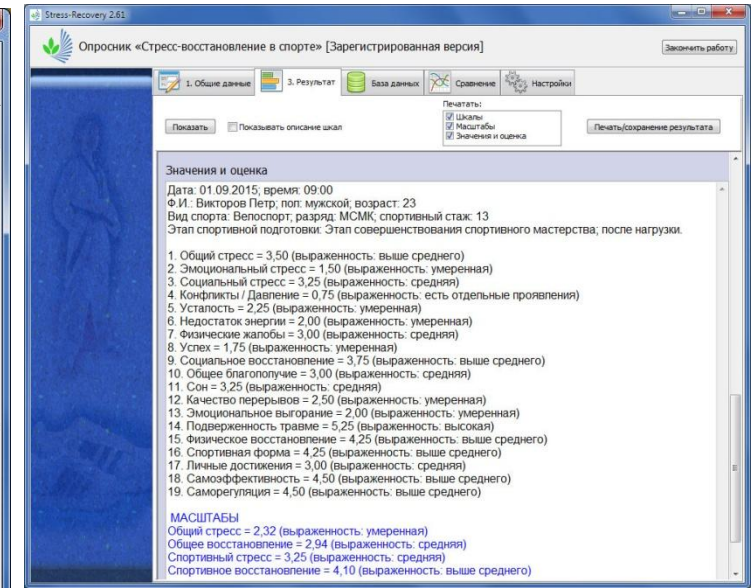 Stress-Recovery 2.61
Опросник «Стресс-восстановление в спорте» [Зарегистрированная версия]
Закончить работу
1. Общие данные
3. Результат
База данных
Сравнение
Настройки
Показать
Показывать описание шкал
Печатать:
Шкалы
Масштабы
Значения и оценка
Печать/сохранение результата
Значения и оценка
Дата: 01.09.2015; время: 09:00
Ф.И.: Викторов Петр; пол: мужской; возраст: 23
Вид спорта: Велоспорт; разряд: МСМК; спортивный стаж: 13
Этап спортивной подготовки: Этап совершенствования спортивного мастерства; после нагрузки.
1. Общий стресс = 3,50 (выраженность: выше среднего)
2. Эмоциональный стресс = 1,50 (выраженность: умеренная)
3. Социальный стресс = 3,25 (выраженность: средняя)
4. Конфликты / Давление = 0,75 (выраженность: есть отдельные проявления)
5. Усталость = 2,25 (выраженность: умеренная)
6. Недостаток энергии = 2,00 (выраженность: умеренная)
7. Физические жалобы = 3,00 (выраженность: средняя)
8. Успех = 1,75 (выраженность: умеренная)
9. Социальное восстановление = 3,75 (выраженность: выше среднего)
10. Общее благополучие = 3,00 (выраженность: средняя)
11. Сон = 3,25 (выраженность: средняя)
12. Качество перерывов = 2,50 (выраженность: умеренная)
13. Эмоциональное выгорание = 2,00 (выраженность: умеренная)
14. Подверженность травме = 5,25 (выраженность: высокая)
15. Физическое восстановление = 4,25 (выраженность: выше среднего)
16. Спортивная форма = 4,25 (выраженность: выше среднего)
17. Личные достижения = 3,00 (выраженность: средняя)
18. Самоэффективность = 4,50 (выраженность: выше среднего)
19. Саморегуляция = 4,50 (выраженность: выше среднего)
МАСШТАБЫ
Общий стресс = 2,32 (выраженность: умеренная)
Общее восстановление = 2,94 (выраженность: средняя)
Спортивный стресс = 3,25 (выраженность: средняя)
Спортивное восстановление = 4,10 (выраженность: выше среднего)